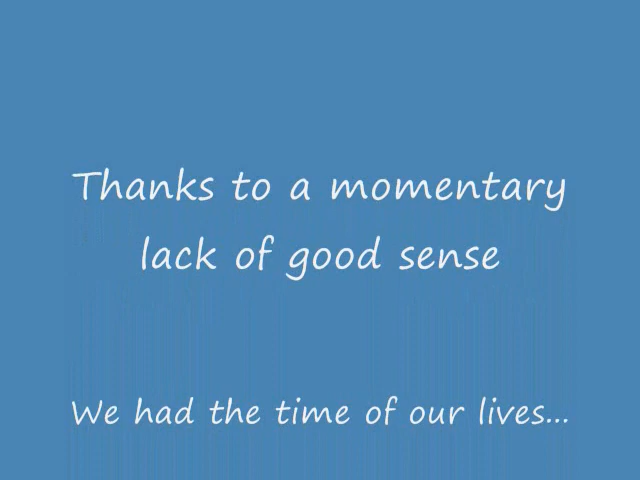 Thanks to a momentary
lack of good sense
We had the time of our lives...